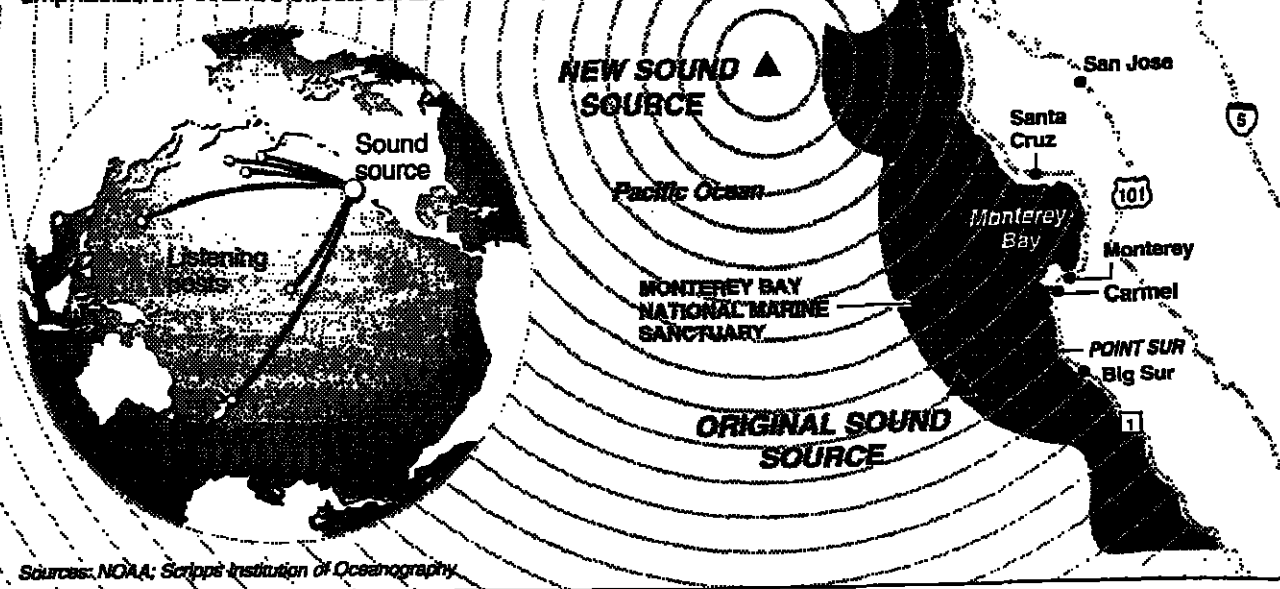 Sound
source
Listening
posts
NEW SOUND
SOURCE
Pacific Ocean
MONTEREY BAY
NATIONAL MARINE
SANCTUARY
ORIGINAL SOUND
SOURCE
San Jose
5
Santa
Cruz
101
Monterey
Bay
Monterey
Carmel
POINT SUR
Big Sur
1
Sources: NOAA; Scripps Institution of Oceanography